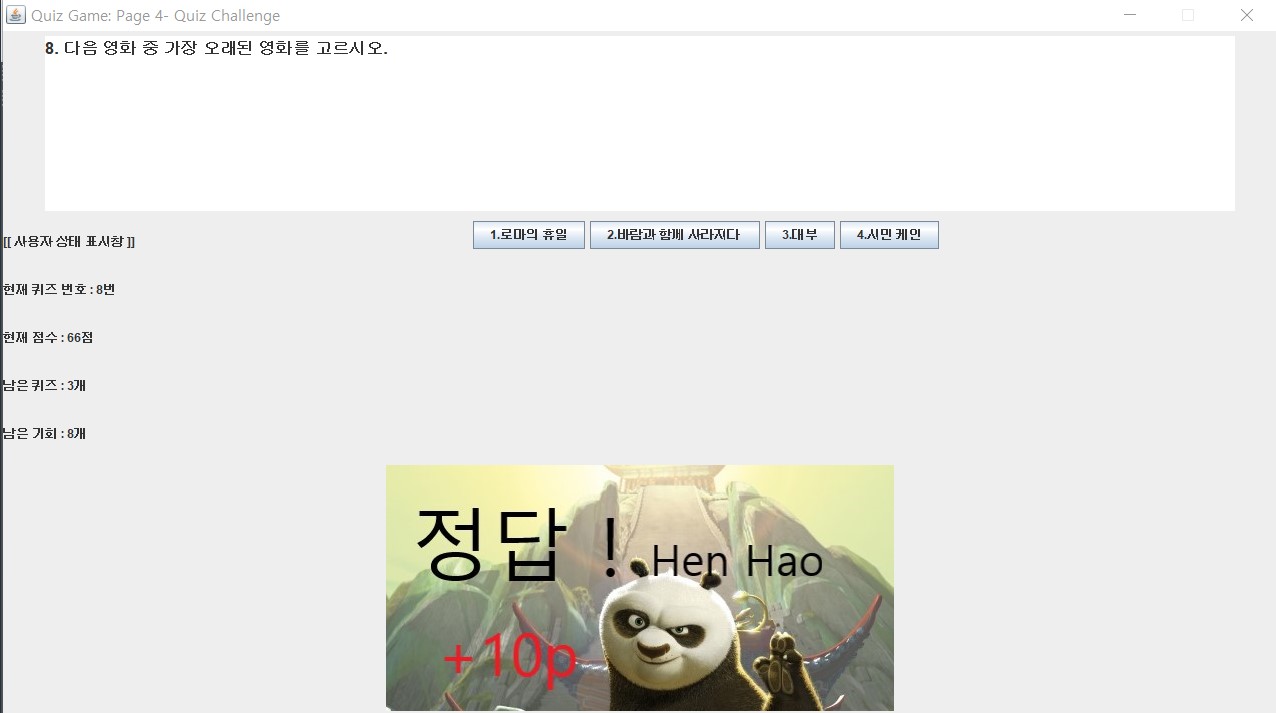 Quiz Game: Page 4- Quiz Challenge
8. 다음 영화 중 가장 오래된 영화를 고르시오.
1.로마의 휴일 2.바람과 함께 사라지다 3.대부 4.시민 케인
[[ 사용자 상태 표시창 ]]
현재 퀴즈 번호 : 8번
현재 점수 : 66점
남은 퀴즈 : 3개
남은 기회 : 8개
정답 ! Hen Hao
+10p